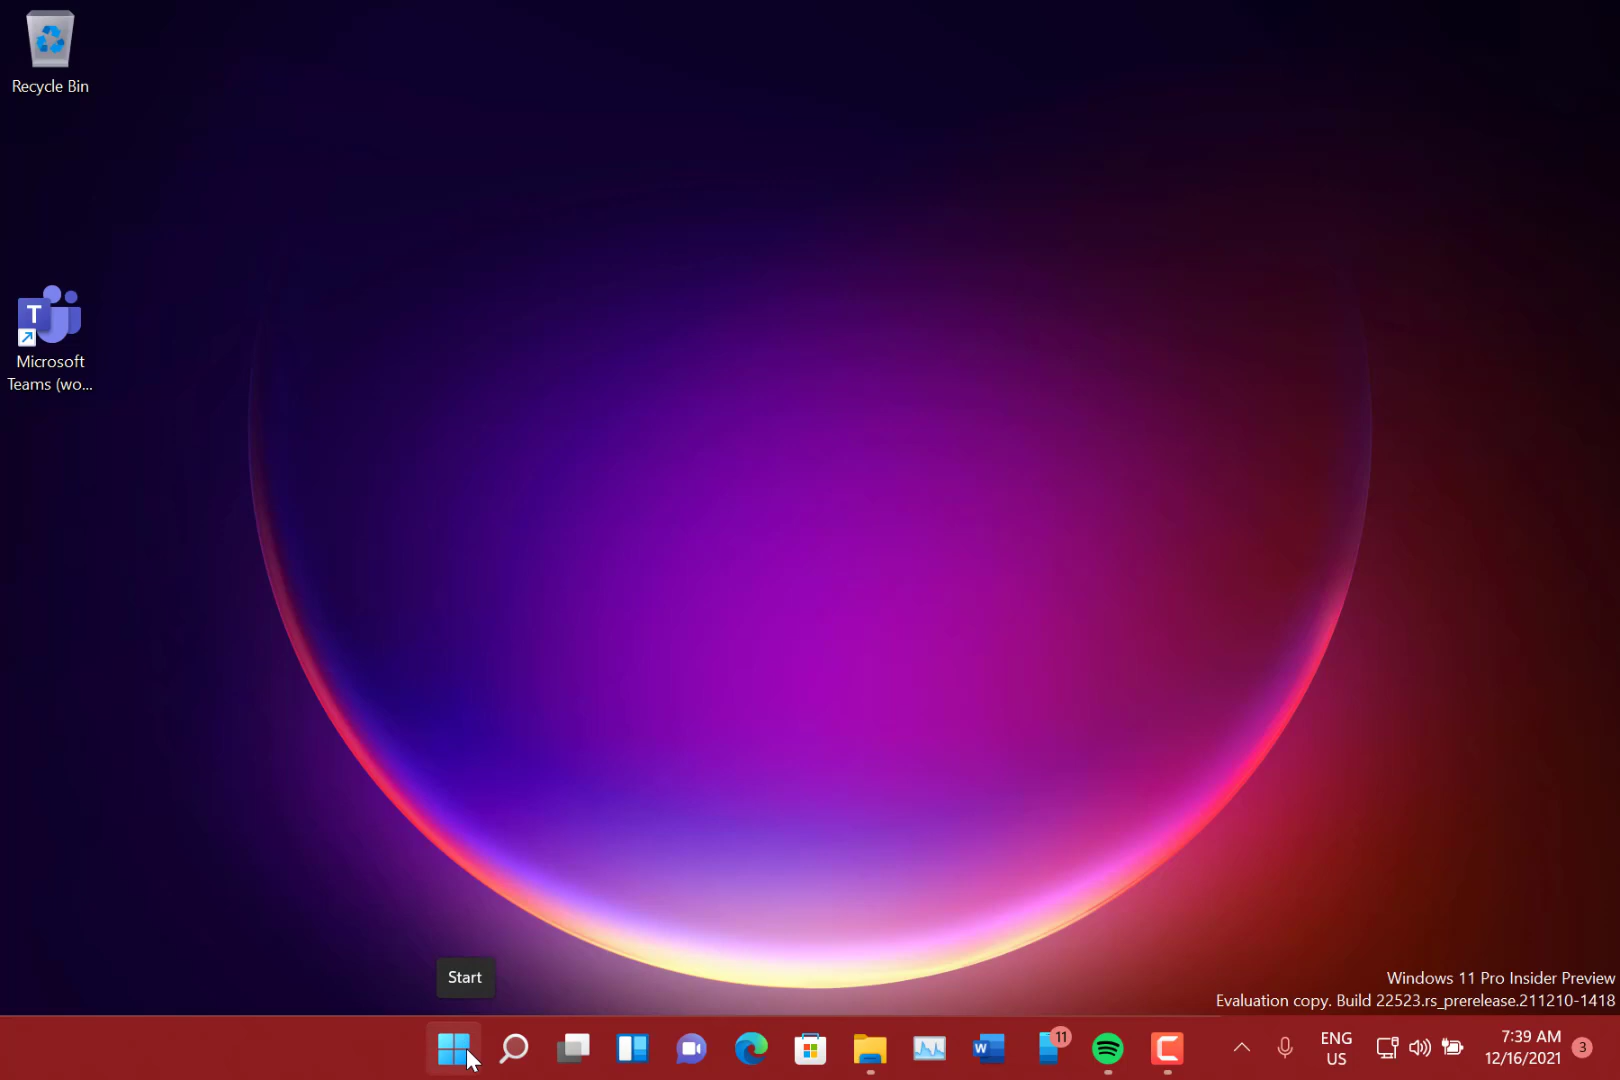 Recycle Bin
T
Microsoft
Teams (wo...
Start
Windows 11 Pro Insider Preview
Evaluation copy. Build 22523.rs_prerelease.211210-1418
W
11
ENG
US
7:39 AM
12/16/2021
3